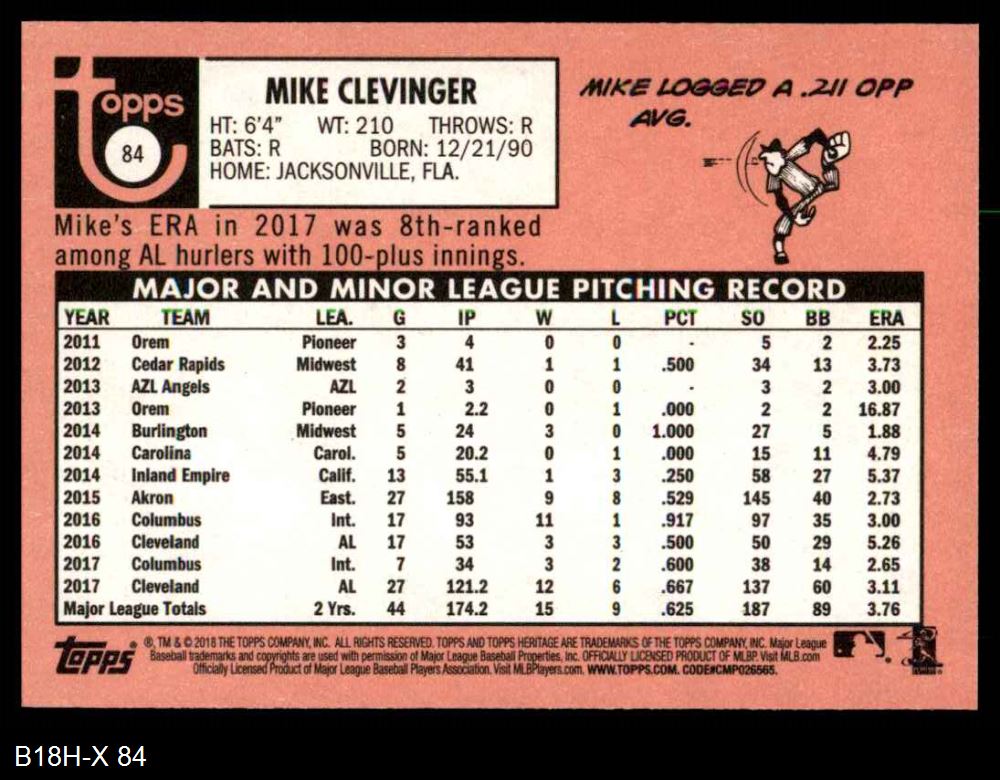 topps
84
MIKE CLEVINGER
HT: 6'4" WT: 210 THROWS: R
BATS: R BORN: 12/21/90
HOME: JACKSONVILLE, FLA.
MIKE LOGGED A .211 OPP
AVG.
Mike's ERA in 2017 was 8th-ranked
among AL hurlers with 100-plus innings.
MAJOR AND MINOR LEAGUE PITCHING RECORD
YEAR TEAM LEA. G IP W L PCT SO BB ERA
2011 Orem Pioneer 3 4 0 0 - 5 2 2.25
2012 Cedar Rapids Midwest 8 41 1 1 .500 34 13 3.73
2013 AZL Angels AZL 2 3 0 0 - 3 2 3.00
2013 Orem Pioneer 1 2.2 0 1 .000 2 2 16.87
2014 Burlington Midwest 5 24 3 0 1.000 27 5 1.88
2014 Carolina Carol. 5 20.2 0 1 .000 15 11 4.79
2014 Inland Empire Calif. 13 55.1 1 3 .250 58 27 5.37
2015 Akron East. 27 158 9 8 .529 145 40 2.73
2016 Columbus Int. 17 93 11 1 .917 97 35 3.00
2016 Cleveland AL 17 53 3 3 .500 50 29 5.26
2017 Columbus Int. 7 34 3 2 .600 38 14 2.65
2017 Cleveland AL 27 121.2 12 6 .667 137 60 3.11
Major League Totals 2 Yrs. 44 174.2 15 9 .625 187 89 3.76
topps ®, TM & © 2018 THE TOPPS COMPANY, INC. ALL RIGHTS RESERVED. TOPPS AND TOPPS HERITAGE ARE TRADEMARKS OF THE TOPPS COMPANY, INC. Major League
Baseball trademarks and copyrights are used with permission of Major League Baseball Properties, Inc. OFFICIALLY LICENSED PRODUCT OF MLBP. Visit MLB.com
Officially Licensed Product of Major League Baseball Players Association. Visit MLBPlayers.com. WWW.TOPPS.COM. CODE#CMP026565.
B18H-X 84